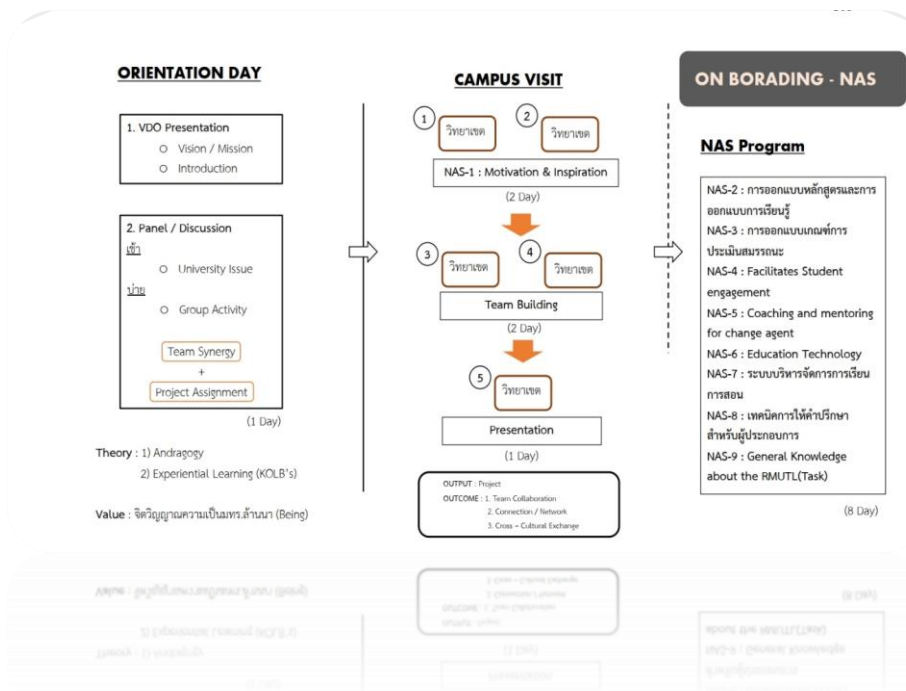 ORIENTATION DAY
1. VDO Presentation
Vision / Mission
Introduction
2. Panel / Discussion
เช้า
University Issue
บ่าย
Group Activity
Team Synergy
+
Project Assignment
(1 Day)
Theory : 1) Andragogy
2) Experiential Learning (KOLB's)
Value : จิตวิญญาณความเป็นมทร.ล้านนา (Being)
CAMPUS VISIT
1
วิทยาเขต
2
วิทยาเขต
NAS-1 : Motivation & Inspiration
(2 Day)
3
วิทยาเขต
4
วิทยาเขต
Team Building
(2 Day)
5
วิทยาเขต
Presentation
(1 Day)
OUTPUT : Project
OUTCOME : 1. Team Collaboration
2. Connection / Network
3. Cross – Cultural Exchange
ON BORADING - NAS
NAS Program
NAS-2 : การออกแบบหลักสูตรและการ
ออกแบบการเรียนรู้
NAS-3 : การออกแบบเกณฑ์การ
ประเมินสมรรถนะ
NAS-4 : Facilitates Student
engagement
NAS-5 : Coaching and mentoring
for change agent
NAS-6 : Education Technology
NAS-7 : ระบบบริหารจัดการการเรียน
การสอน
NAS-8 : เทคนิคการให้คำปรึกษา
สำหรับผู้ประกอบการ
NAS-9 : General Knowledge
about the RMUTL(Task)
(8 Day)